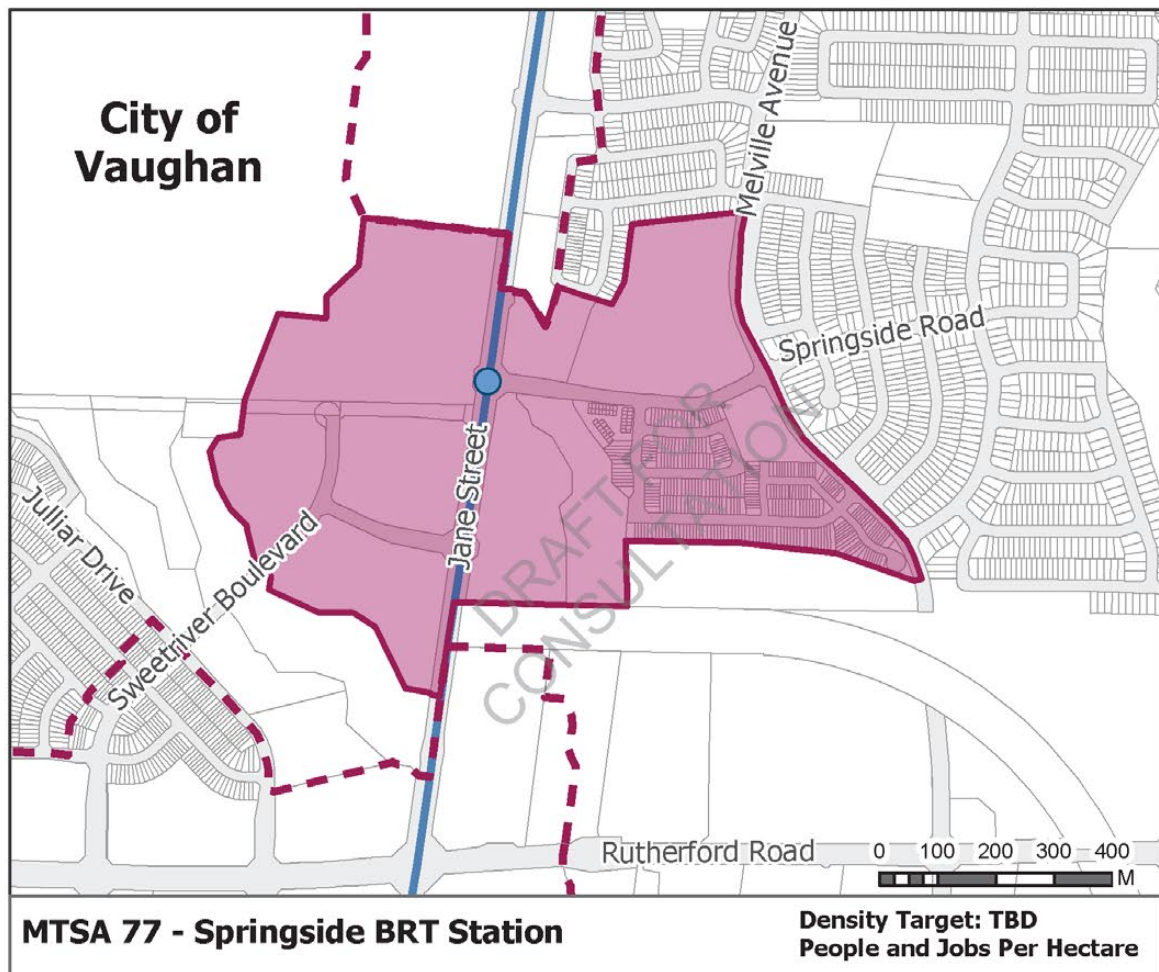 City of
Vaughan
Melville Avenue
Springside Road
DRAFT FOR
CONSULTATION
Jane Street
Julliar Drive
Sweetriver Boulevard
Rutherford Road
0 100 200 300 400
M
MTSA 77 - Springside BRT Station
Density Target: TBD
People and Jobs Per Hectare